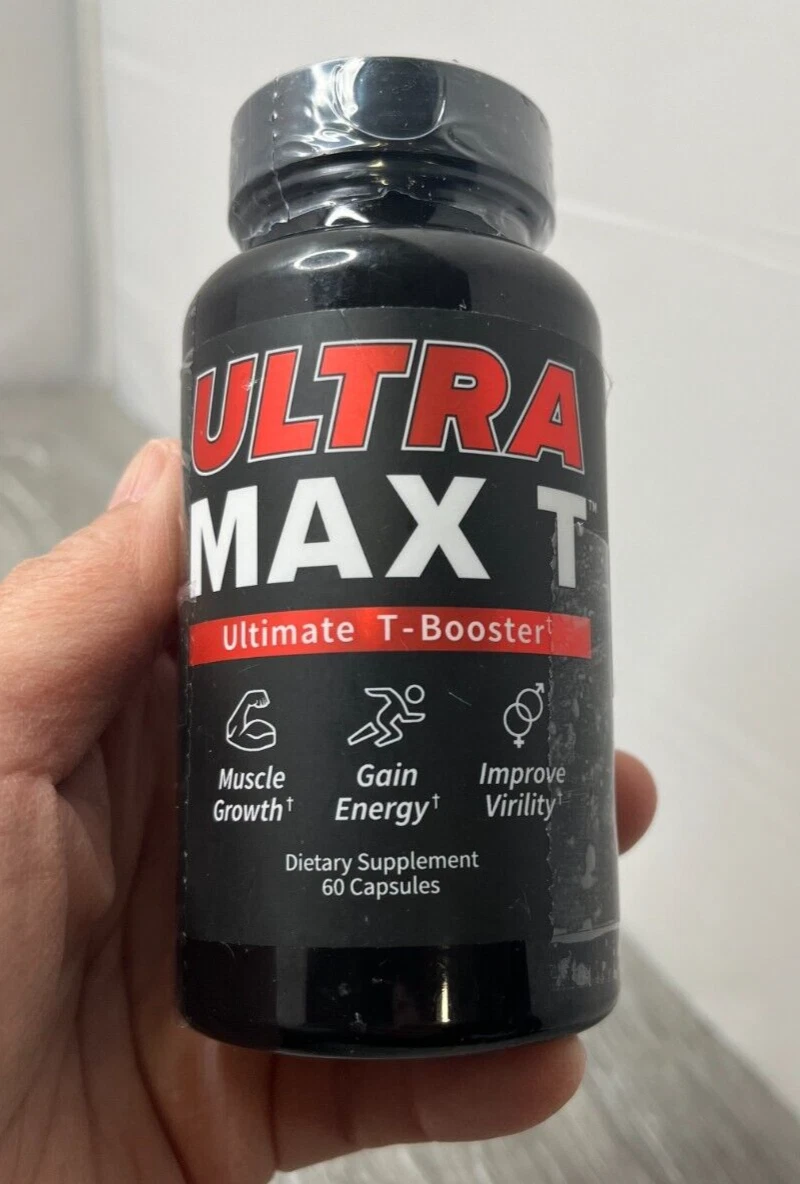 ULTRA
MAX T™
Ultimate T-Booster†
Muscle Growth†
Gain Energy†
Improve Virility†
Dietary Supplement
60 Capsules